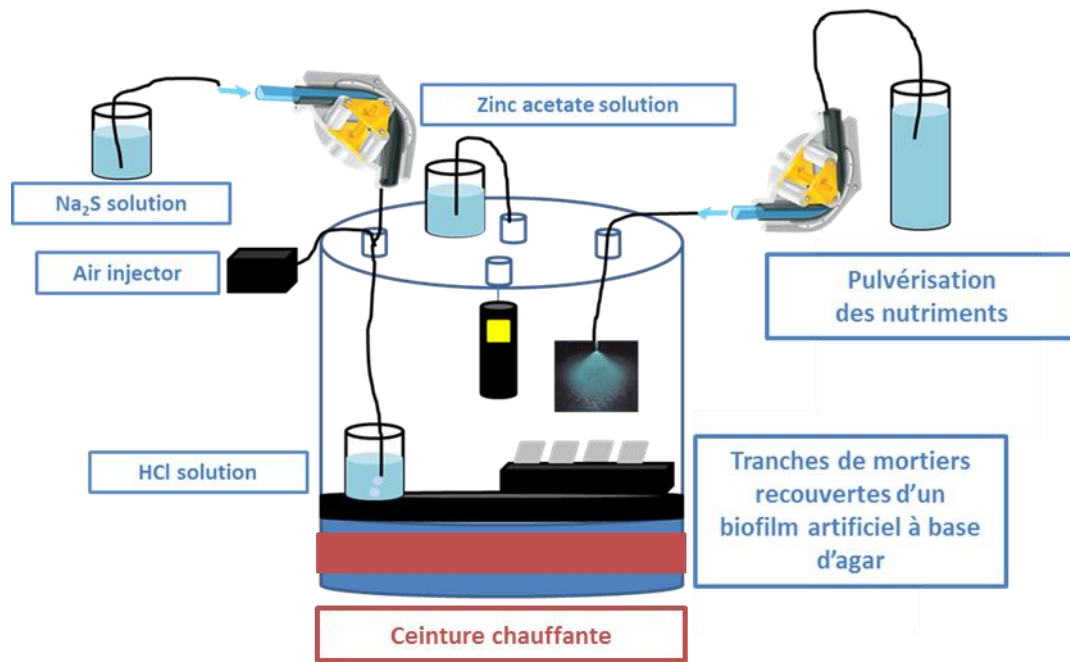 Zinc acetate solution
Na₂S solution
Air injector
Pulvérisation
des nutriments
HCl solution
Tranches de mortiers
recouvertes d’un
biofilm artificiel à base
d’agar
Ceinture chauffante